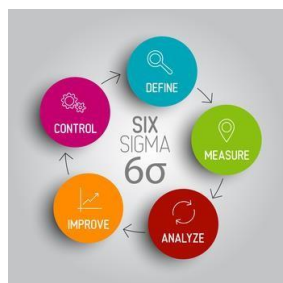 DEFINE
MEASURE
ANALYZE
IMPROVE
CONTROL
SIX
SIGMA
6σ